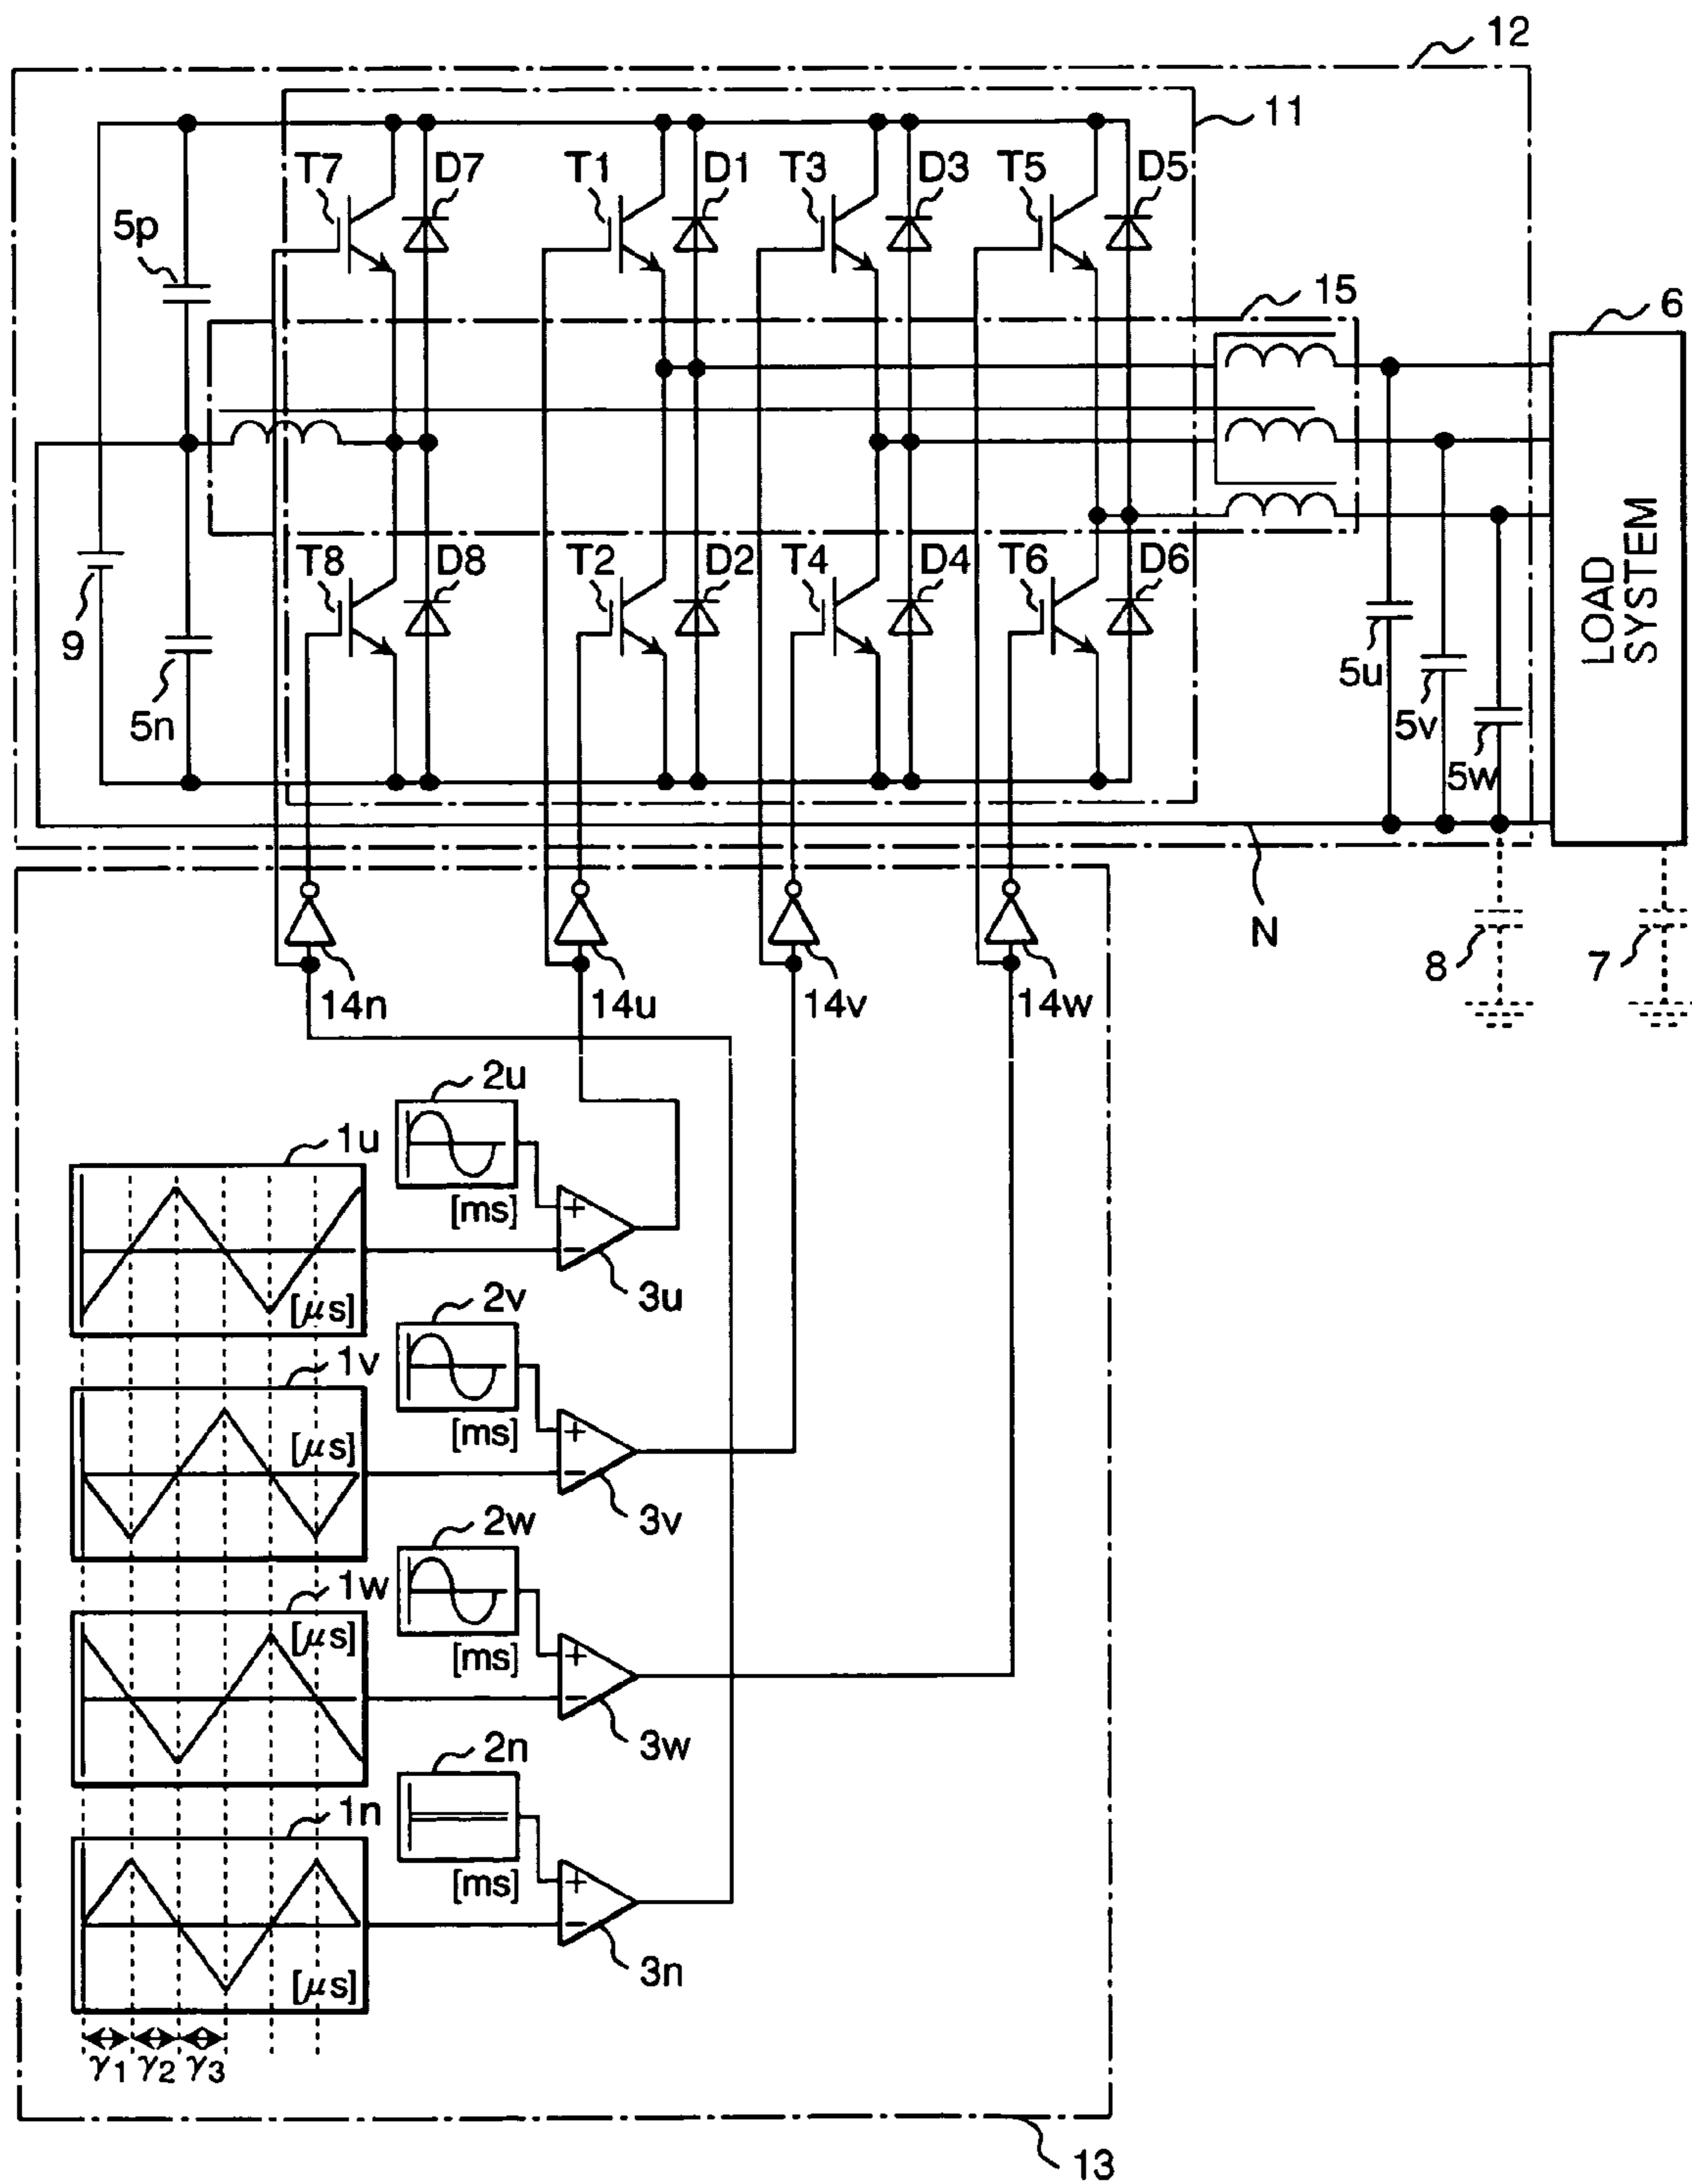 12
11
T7
D7
T1
D1
T3
D3
T5
D5
5p
15
6
LOAD
SYSTEM
T8
D8
T2
D2
T4
D4
T6
D6
9
5n
5u
5v
5w
N
8
7
14n
14u
14v
14w
2u
1u
[ms]
+
−
[μs]
3u
2v
1v
[μs]
[ms]
+
−
3v
2w
1w
[μs]
[ms]
+
−
3w
2n
1n
[ms]
+
−
[μs]
3n
γ1 γ2 γ3
13